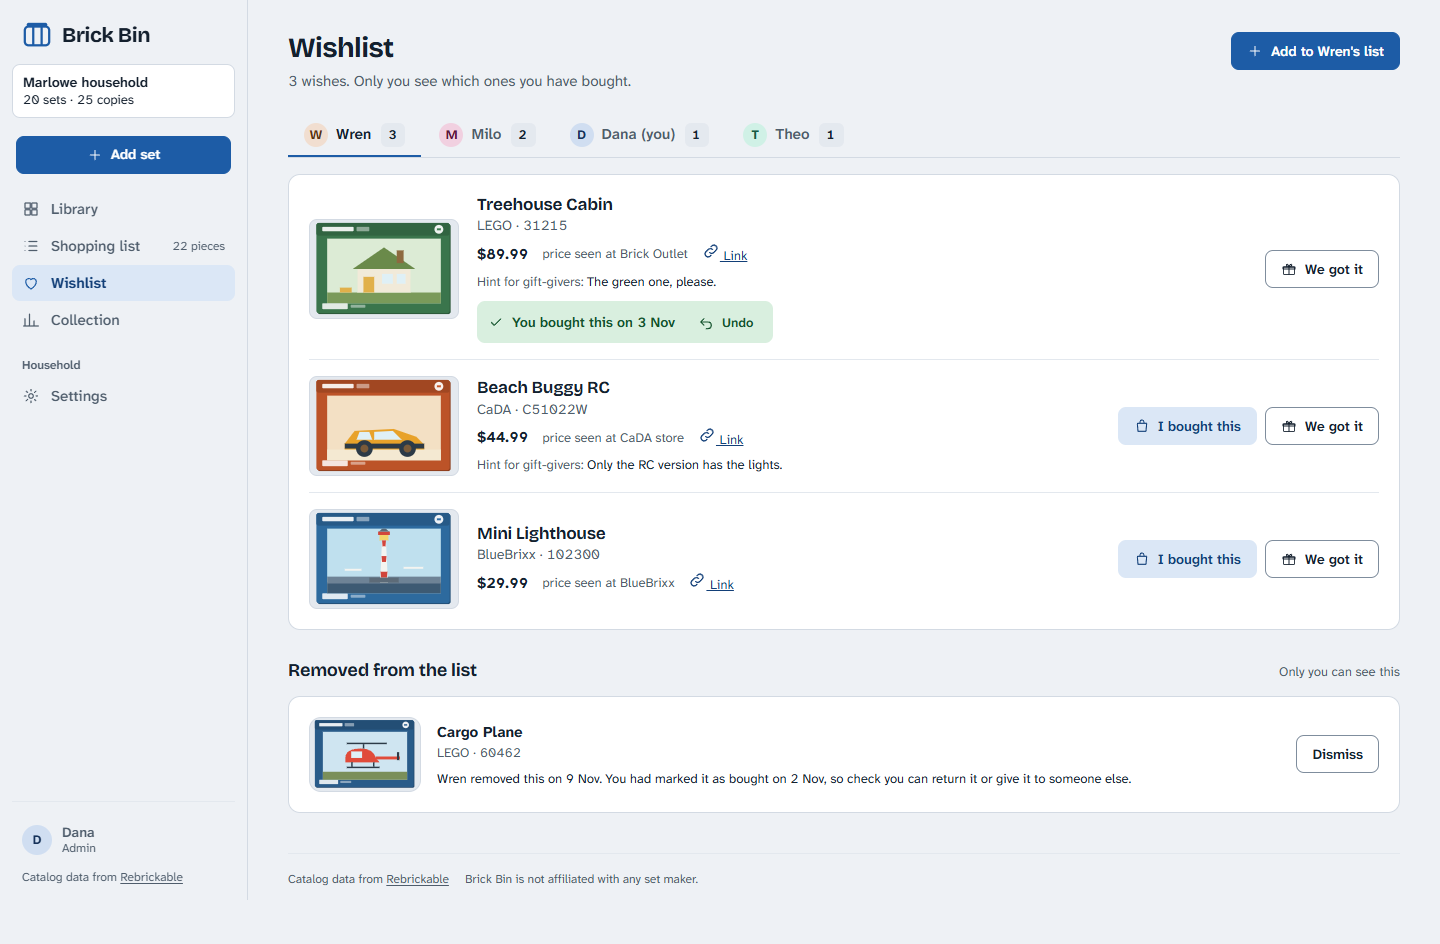 Brick Bin
Marlowe household
20 sets · 25 copies
Add set
Library
Shopping list 22 pieces
Wishlist
Collection
Household
Settings
D
Dana
Admin
Catalog data from Rebrickable
Wishlist
3 wishes. Only you see which ones you have bought.
Add to Wren's list
W Wren 3 M Milo 2 D Dana (you) 1 T Theo 1
Treehouse Cabin
LEGO · 31215
$89.99 price seen at Brick Outlet Link
Hint for gift-givers: The green one, please.
You bought this on 3 Nov Undo
We got it
Beach Buggy RC
CaDA · C51022W
$44.99 price seen at CaDA store Link
Hint for gift-givers: Only the RC version has the lights.
I bought this We got it
Mini Lighthouse
BlueBrixx · 102300
$29.99 price seen at BlueBrixx Link
I bought this We got it
Removed from the list
Only you can see this
Cargo Plane
LEGO · 60462
Wren removed this on 9 Nov. You had marked it as bought on 2 Nov, so check you can return it or give it to someone else.
Dismiss
Catalog data from Rebrickable Brick Bin is not affiliated with any set maker.